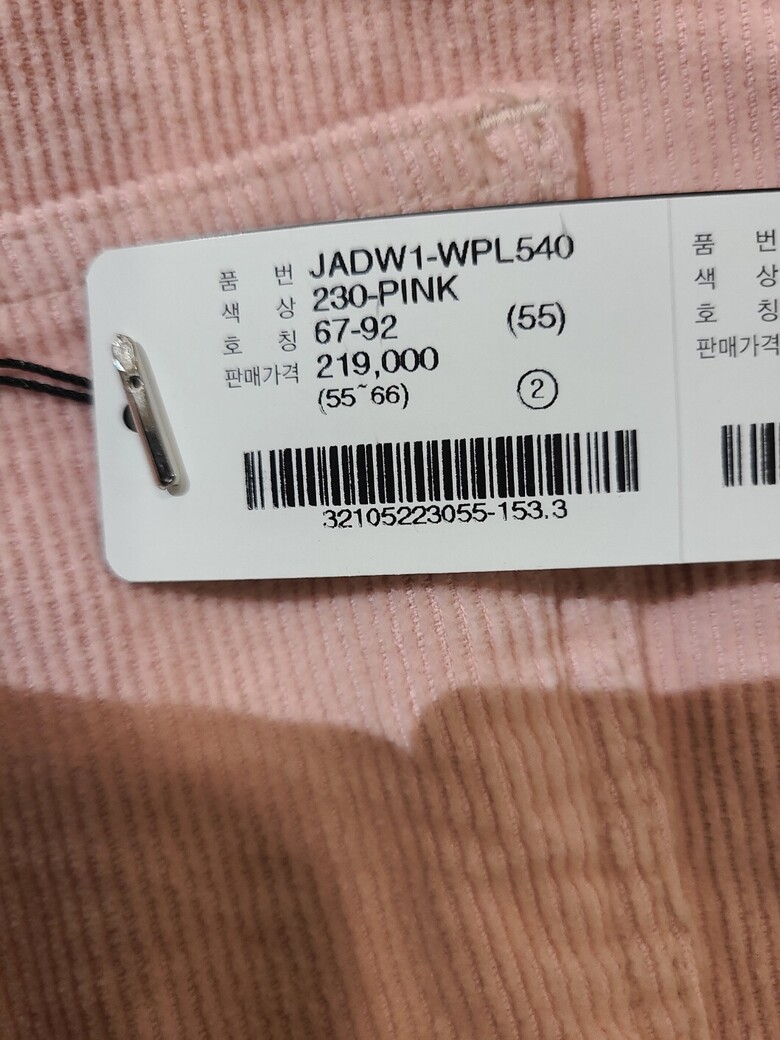 품 번 JADW1-WPL540
색 상 230-PINK
호 칭 67-92 (55)
판매가격 219,000
(55~66) ②
32105223055-153.3
품 번
색 상
호 칭
판매가격